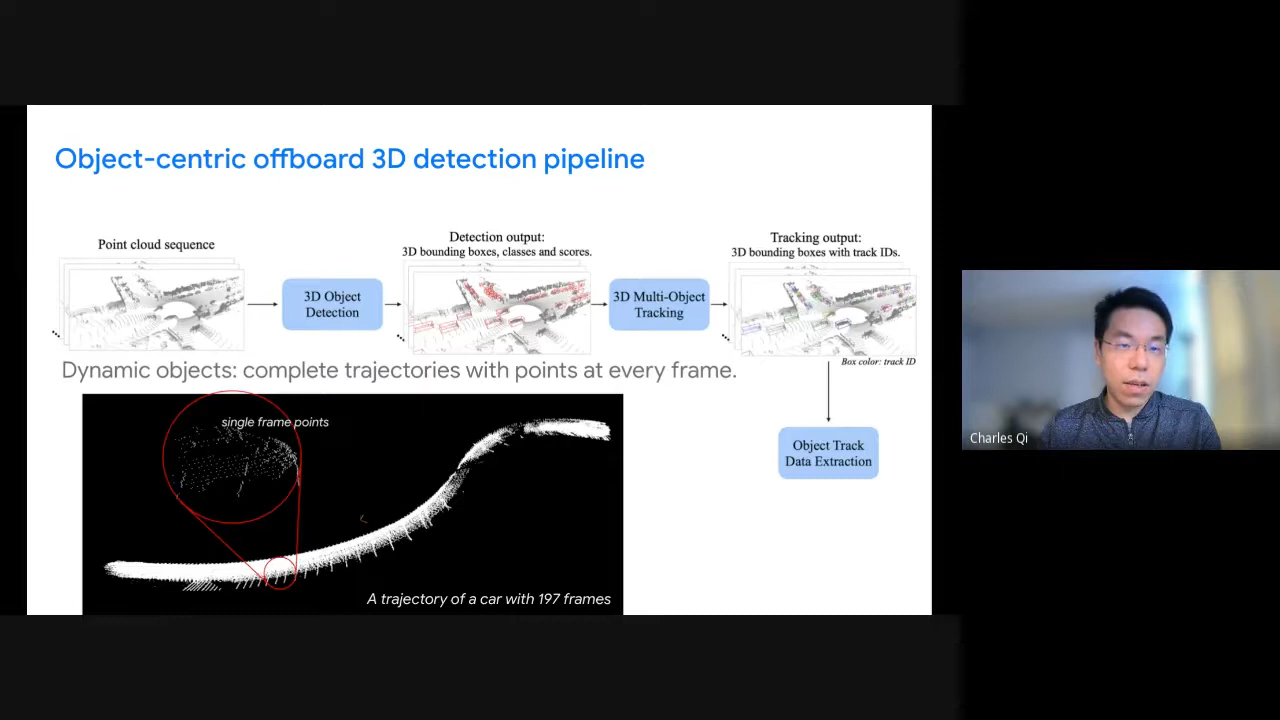 Object-centric offboard 3D detection pipeline
Point cloud sequence
3D Object
Detection
Detection output:
3D bounding boxes, classes and scores.
3D Multi-Object
Tracking
Tracking output:
3D bounding boxes with track IDs.
Box color: track ID
Dynamic objects: complete trajectories with points at every frame.
single frame points
A trajectory of a car with 197 frames
Object Track
Data Extraction
Charles Qi